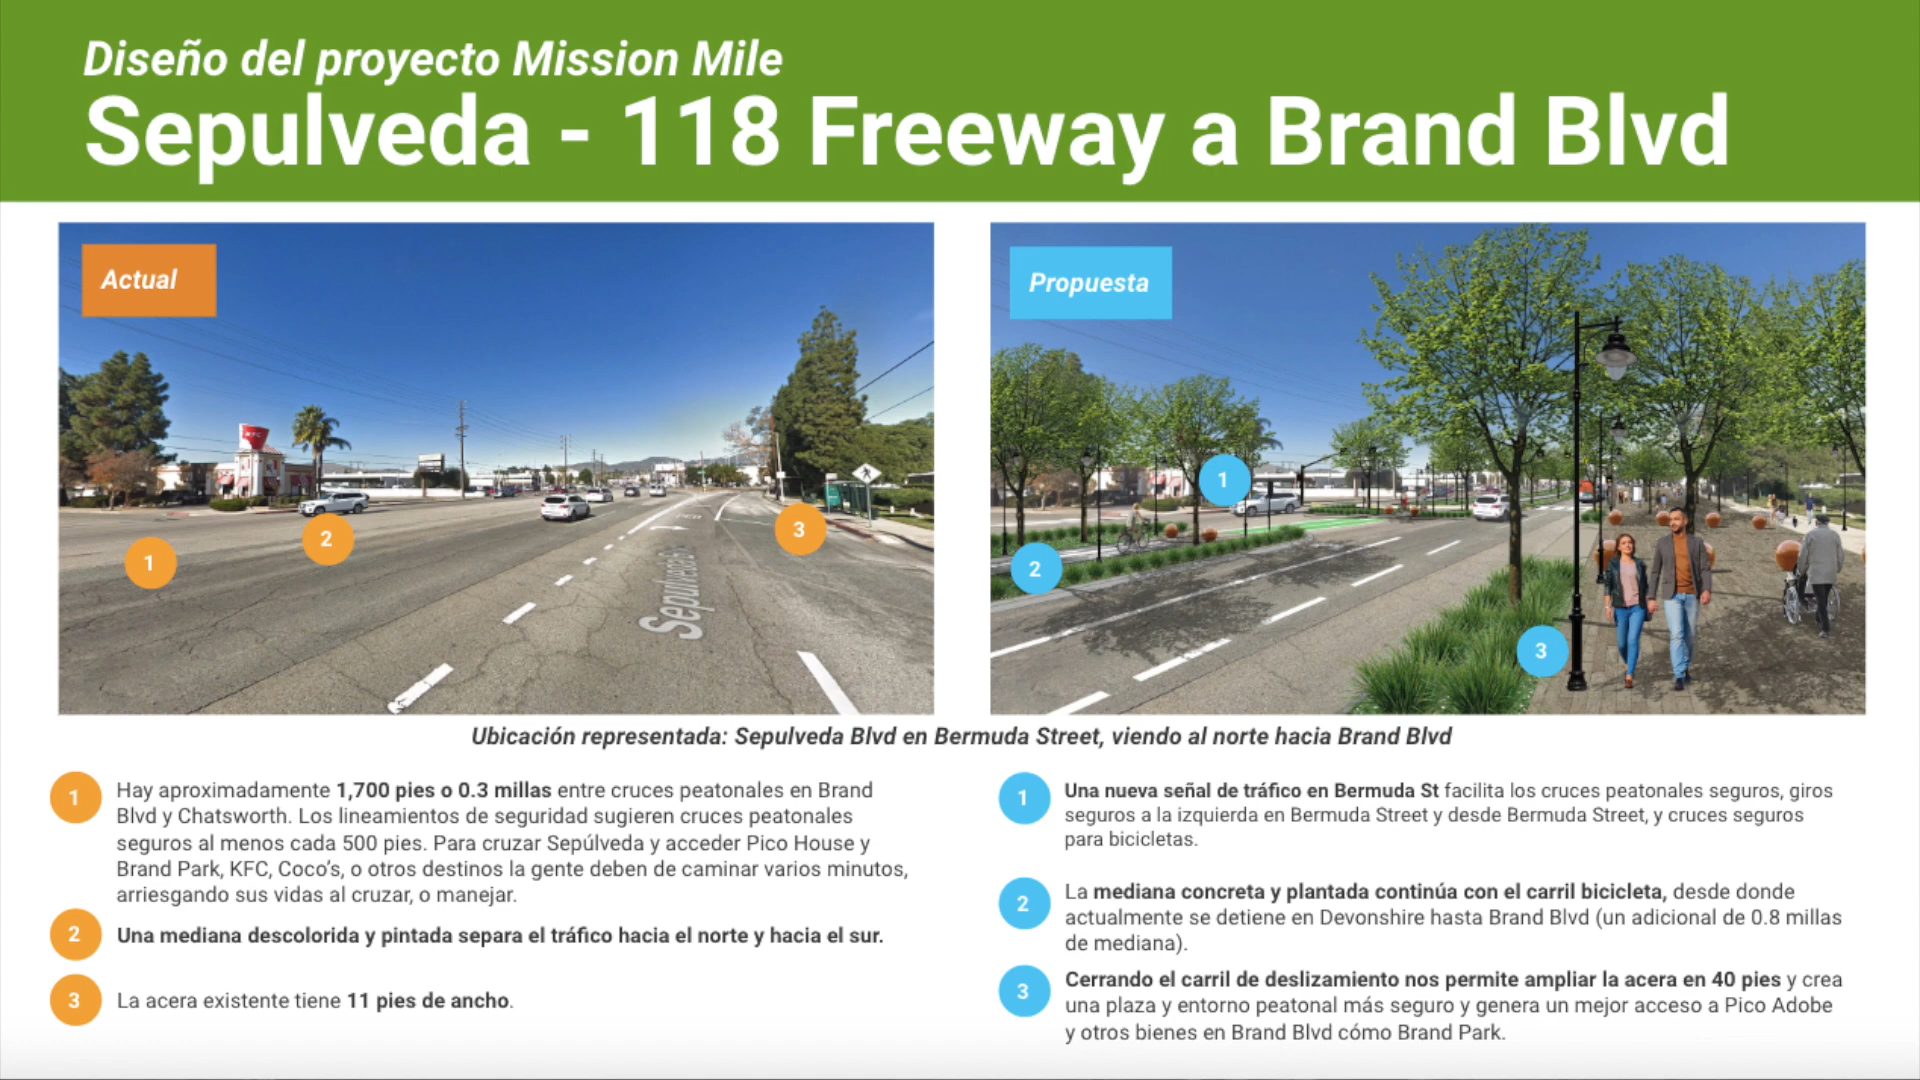 Diseño del proyecto Mission Mile
Sepulveda - 118 Freeway a Brand Blvd
Actual
KFC
1
2
3
Sepulveda
Propuesta
1
2
3
Ubicación representada: Sepulveda Blvd en Bermuda Street, viendo al norte hacia Brand Blvd
1
Hay aproximadamente 1,700 pies o 0.3 millas entre cruces peatonales en Brand
Blvd y Chatsworth. Los lineamientos de seguridad sugieren cruces peatonales
seguros al menos cada 500 pies. Para cruzar Sepúlveda y acceder Pico House y
Brand Park, KFC, Coco's, o otros destinos la gente deben de caminar varios minutos,
arriesgando sus vidas al cruzar, o manejar.
2
Una mediana descolorida y pintada separa el tráfico hacia el norte y hacia el sur.
3
La acera existente tiene 11 pies de ancho.
1
Una nueva señal de tráfico en Bermuda St facilita los cruces peatonales seguros, giros
seguros a la izquierda en Bermuda Street y desde Bermuda Street, y cruces seguros
para bicicletas.
2
La mediana concreta y plantada continúa con el carril bicicleta, desde donde
actualmente se detiene en Devonshire hasta Brand Blvd (un adicional de 0.8 millas
de mediana).
3
Cerrando el carril de deslizamiento nos permite ampliar la acera en 40 pies y crea
una plaza y entorno peatonal más seguro y genera un mejor acceso a Pico Adobe
y otros bienes en Brand Blvd cómo Brand Park.